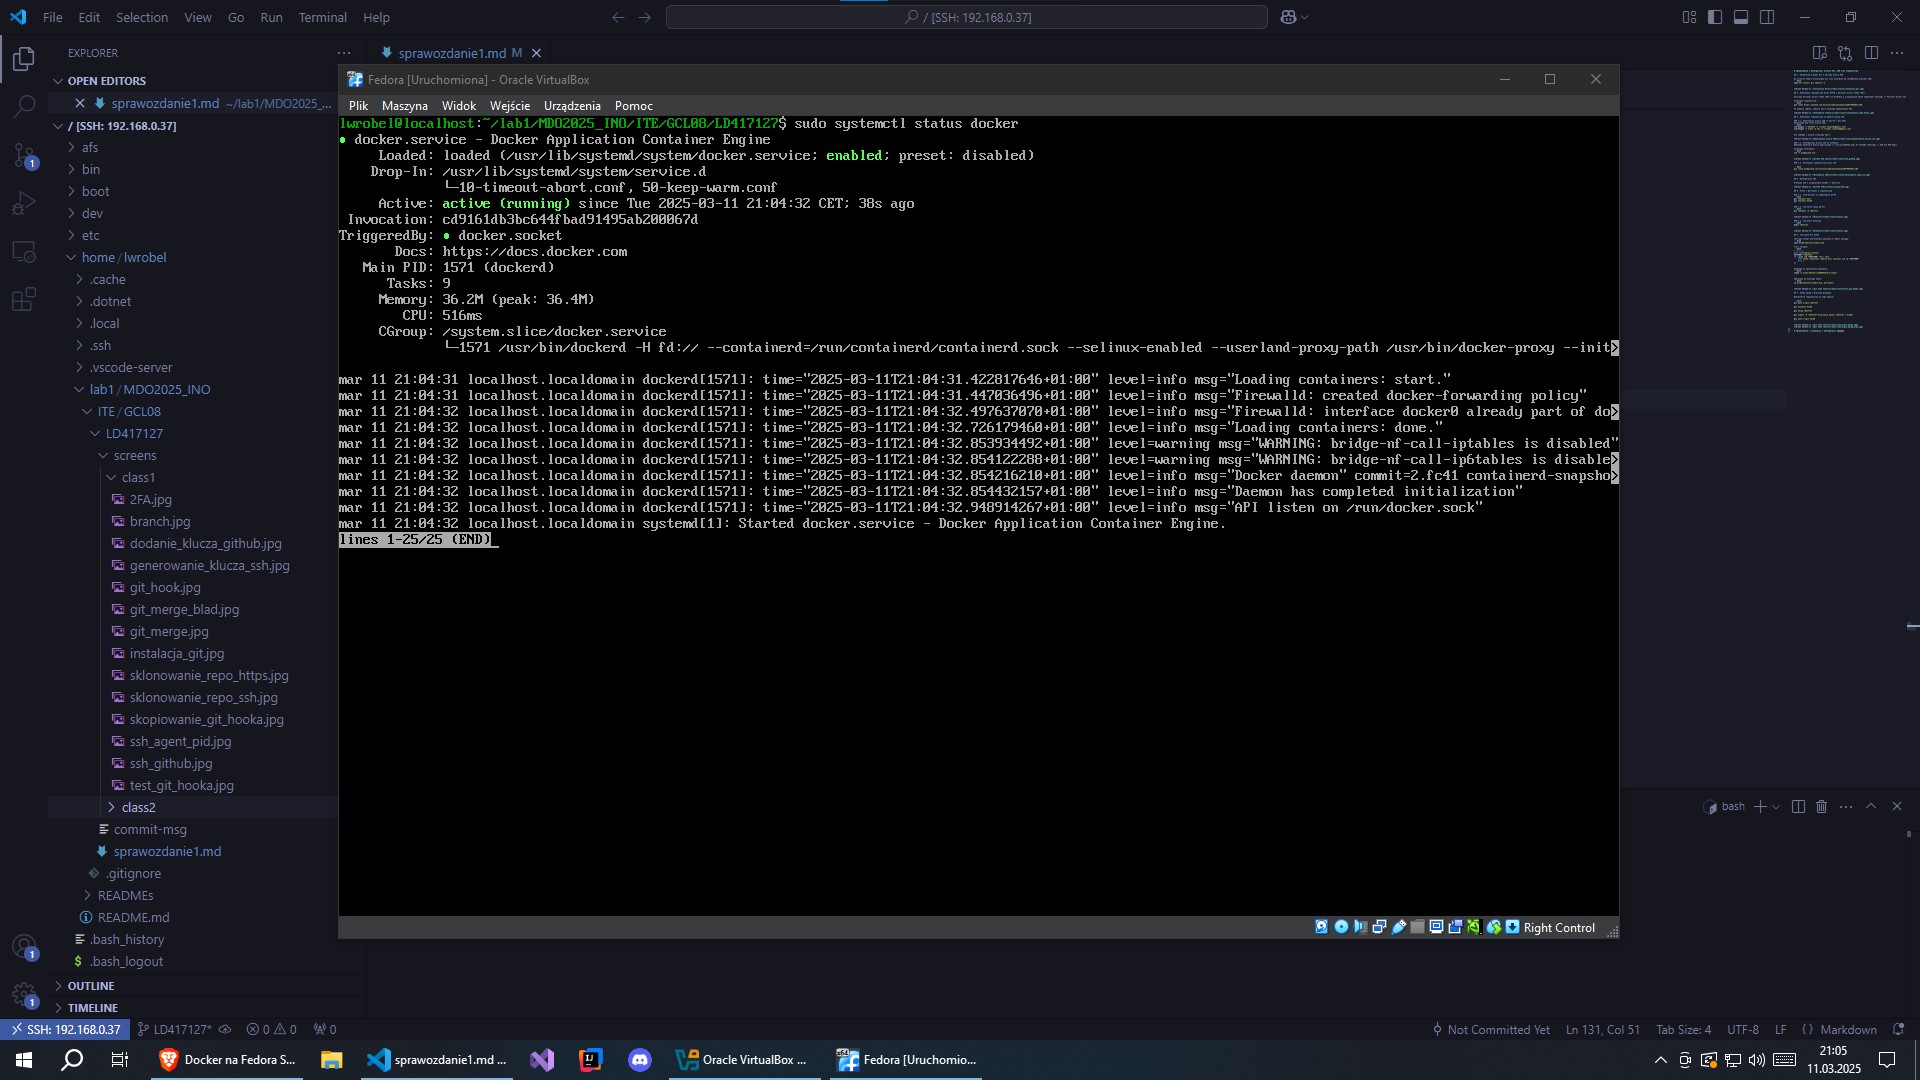 File Edit Selection View Go Run Terminal Help
/ [SSH: 192.168.0.37]
EXPLORER
sprawozdanie1.md M
OPEN EDITORS
sprawozdanie1.md ~/lab1/MDO2025_...
/ [SSH: 192.168.0.37]
afs
bin
boot
dev
etc
home / lwrobel
.cache
.dotnet
.local
.ssh
.vscode-server
lab1 / MDO2025_INO
ITE / GCL08
LD417127
screens
class1
2FA.jpg
branch.jpg
dodanie_klucza_github.jpg
generowanie_klucza_ssh.jpg
git_hook.jpg
git_merge_blad.jpg
git_merge.jpg
instalacja_git.jpg
sklonowanie_repo_https.jpg
sklonowanie_repo_ssh.jpg
skopiowanie_git_hooka.jpg
ssh_agent_pid.jpg
ssh_github.jpg
test_git_hooka.jpg
class2
commit-msg
sprawozdanie1.md
.gitignore
READMEs
README.md
.bash_history
.bash_logout
OUTLINE
TIMELINE
Fedora [Uruchomiona] - Oracle VirtualBox
Plik Maszyna Widok Wejście Urządzenia Pomoc
lwrobel@localhost:~/lab1/MDO2025_INO/ITE/GCL08/LD417127$ sudo systemctl status docker
● docker.service - Docker Application Container Engine
Loaded: loaded (/usr/lib/systemd/system/docker.service; enabled; preset: disabled)
Drop-In: /usr/lib/systemd/system/service.d
└─10-timeout-abort.conf, 50-keep-warm.conf
Active: active (running) since Tue 2025-03-11 21:04:32 CET; 38s ago
Invocation: cd9161db3bc644fbad91495ab200067d
TriggeredBy: ● docker.socket
Docs: https://docs.docker.com
Main PID: 1571 (dockerd)
Tasks: 9
Memory: 36.2M (peak: 36.4M)
CPU: 516ms
CGroup: /system.slice/docker.service
└─1571 /usr/bin/dockerd -H fd:// --containerd=/run/containerd/containerd.sock --selinux-enabled --userland-proxy-path /usr/bin/docker-proxy --init>
mar 11 21:04:31 localhost.localdomain dockerd[1571]: time="2025-03-11T21:04:31.422817646+01:00" level=info msg="Loading containers: start."
mar 11 21:04:31 localhost.localdomain dockerd[1571]: time="2025-03-11T21:04:31.447036496+01:00" level=info msg="Firewalld: created docker-forwarding policy"
mar 11 21:04:32 localhost.localdomain dockerd[1571]: time="2025-03-11T21:04:32.497637070+01:00" level=info msg="Firewalld: interface docker0 already part of do>
mar 11 21:04:32 localhost.localdomain dockerd[1571]: time="2025-03-11T21:04:32.726179460+01:00" level=info msg="Loading containers: done."
mar 11 21:04:32 localhost.localdomain dockerd[1571]: time="2025-03-11T21:04:32.853934492+01:00" level=warning msg="WARNING: bridge-nf-call-iptables is disabled"
mar 11 21:04:32 localhost.localdomain dockerd[1571]: time="2025-03-11T21:04:32.854122288+01:00" level=warning msg="WARNING: bridge-nf-call-ip6tables is disable>
mar 11 21:04:32 localhost.localdomain dockerd[1571]: time="2025-03-11T21:04:32.854216210+01:00" level=info msg="Docker daemon" commit=2.fc41 containerd-snapsho>
mar 11 21:04:32 localhost.localdomain dockerd[1571]: time="2025-03-11T21:04:32.854432157+01:00" level=info msg="Daemon has completed initialization"
mar 11 21:04:32 localhost.localdomain dockerd[1571]: time="2025-03-11T21:04:32.948914267+01:00" level=info msg="API listen on /run/docker.sock"
mar 11 21:04:32 localhost.localdomain systemd[1]: Started docker.service - Docker Application Container Engine.
lines 1-25/25 (END)
Right Control
bash
SSH: 192.168.0.37 LD417127* 0 0 0
Not Committed Yet Ln 131, Col 51 Tab Size: 4 UTF-8 LF {} Markdown
Docker na Fedora S... sprawozdanie1.md ... Oracle VirtualBox ... Fedora [Uruchomio...
21:05
11.03.2025